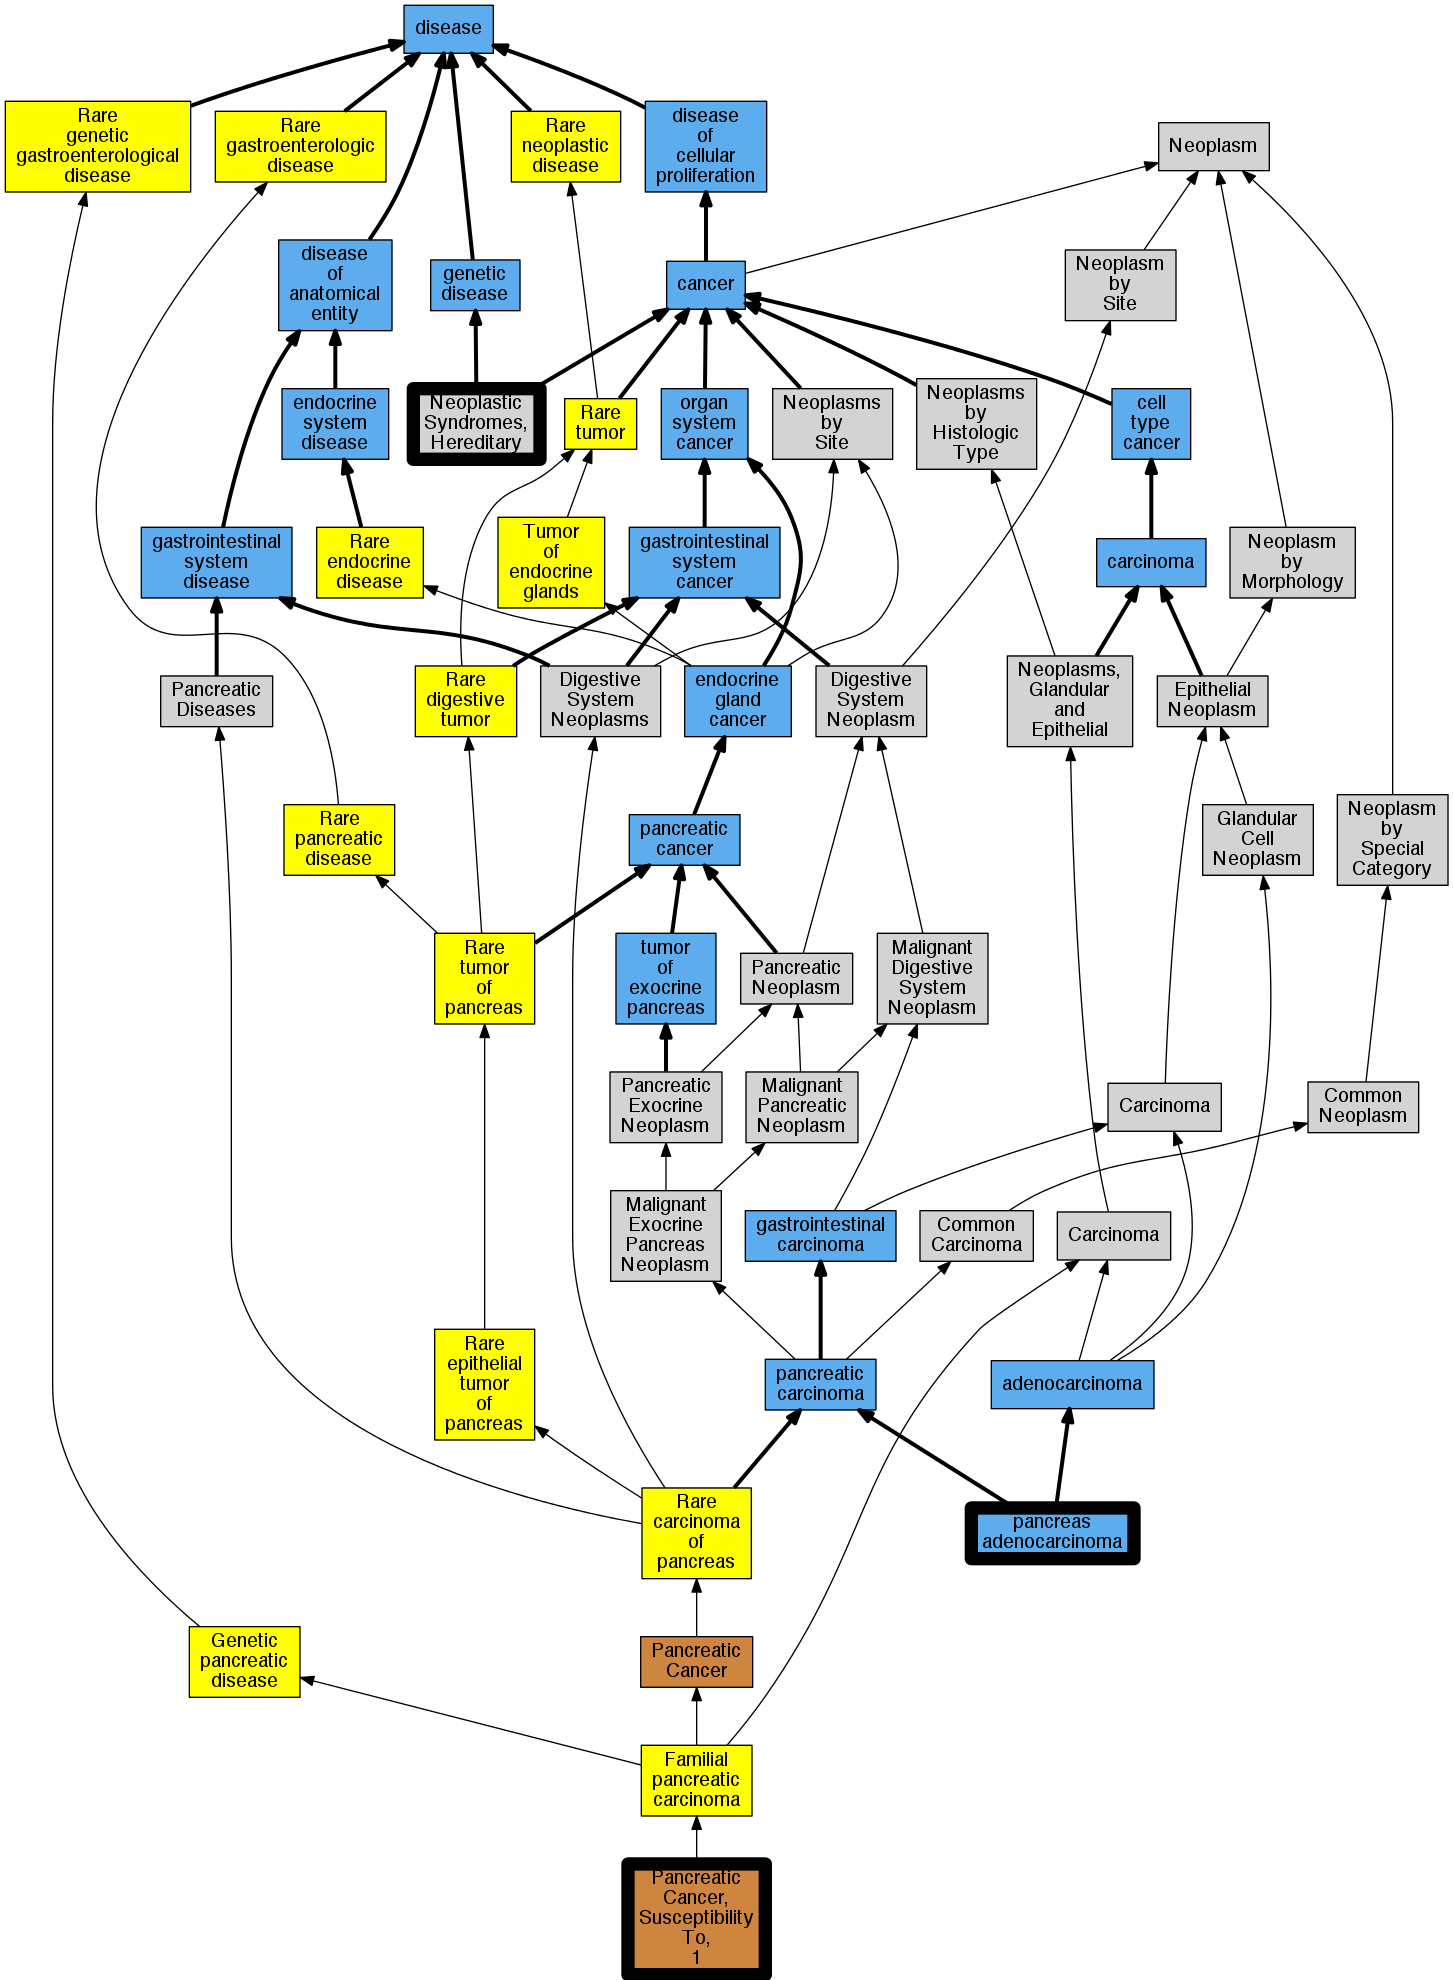 disease
Rare
genetic
gastroenterological
disease
Rare
gastroenterologic
disease
Rare
neoplastic
disease
disease
of
cellular
proliferation
Neoplasm
disease
of
anatomical
entity
genetic
disease
cancer
Neoplasm
by
Site
endocrine
system
disease
Neoplastic
Syndromes,
Hereditary
Rare
tumor
organ
system
cancer
Neoplasms
by
Site
Neoplasms
by
Histologic
Type
cell
type
cancer
gastrointestinal
system
disease
Rare
endocrine
disease
Tumor
of
endocrine
glands
gastrointestinal
system
cancer
carcinoma
Neoplasm
by
Morphology
Pancreatic
Diseases
Rare
digestive
tumor
Digestive
System
Neoplasms
endocrine
gland
cancer
Digestive
System
Neoplasm
Neoplasms,
Glandular
and
Epithelial
Epithelial
Neoplasm
Rare
pancreatic
disease
pancreatic
cancer
Glandular
Cell
Neoplasm
Neoplasm
by
Special
Category
Rare
tumor
of
pancreas
tumor
of
exocrine
pancreas
Pancreatic
Neoplasm
Malignant
Digestive
System
Neoplasm
Pancreatic
Exocrine
Neoplasm
Malignant
Pancreatic
Neoplasm
Carcinoma
Common
Neoplasm
Malignant
Exocrine
Pancreas
Neoplasm
gastrointestinal
carcinoma
Common
Carcinoma
Carcinoma
Rare
epithelial
tumor
of
pancreas
pancreatic
carcinoma
adenocarcinoma
Rare
carcinoma
of
pancreas
pancreas
adenocarcinoma
Genetic
pancreatic
disease
Pancreatic
Cancer
Familial
pancreatic
carcinoma
Pancreatic
Cancer,
Susceptibility
To,
1